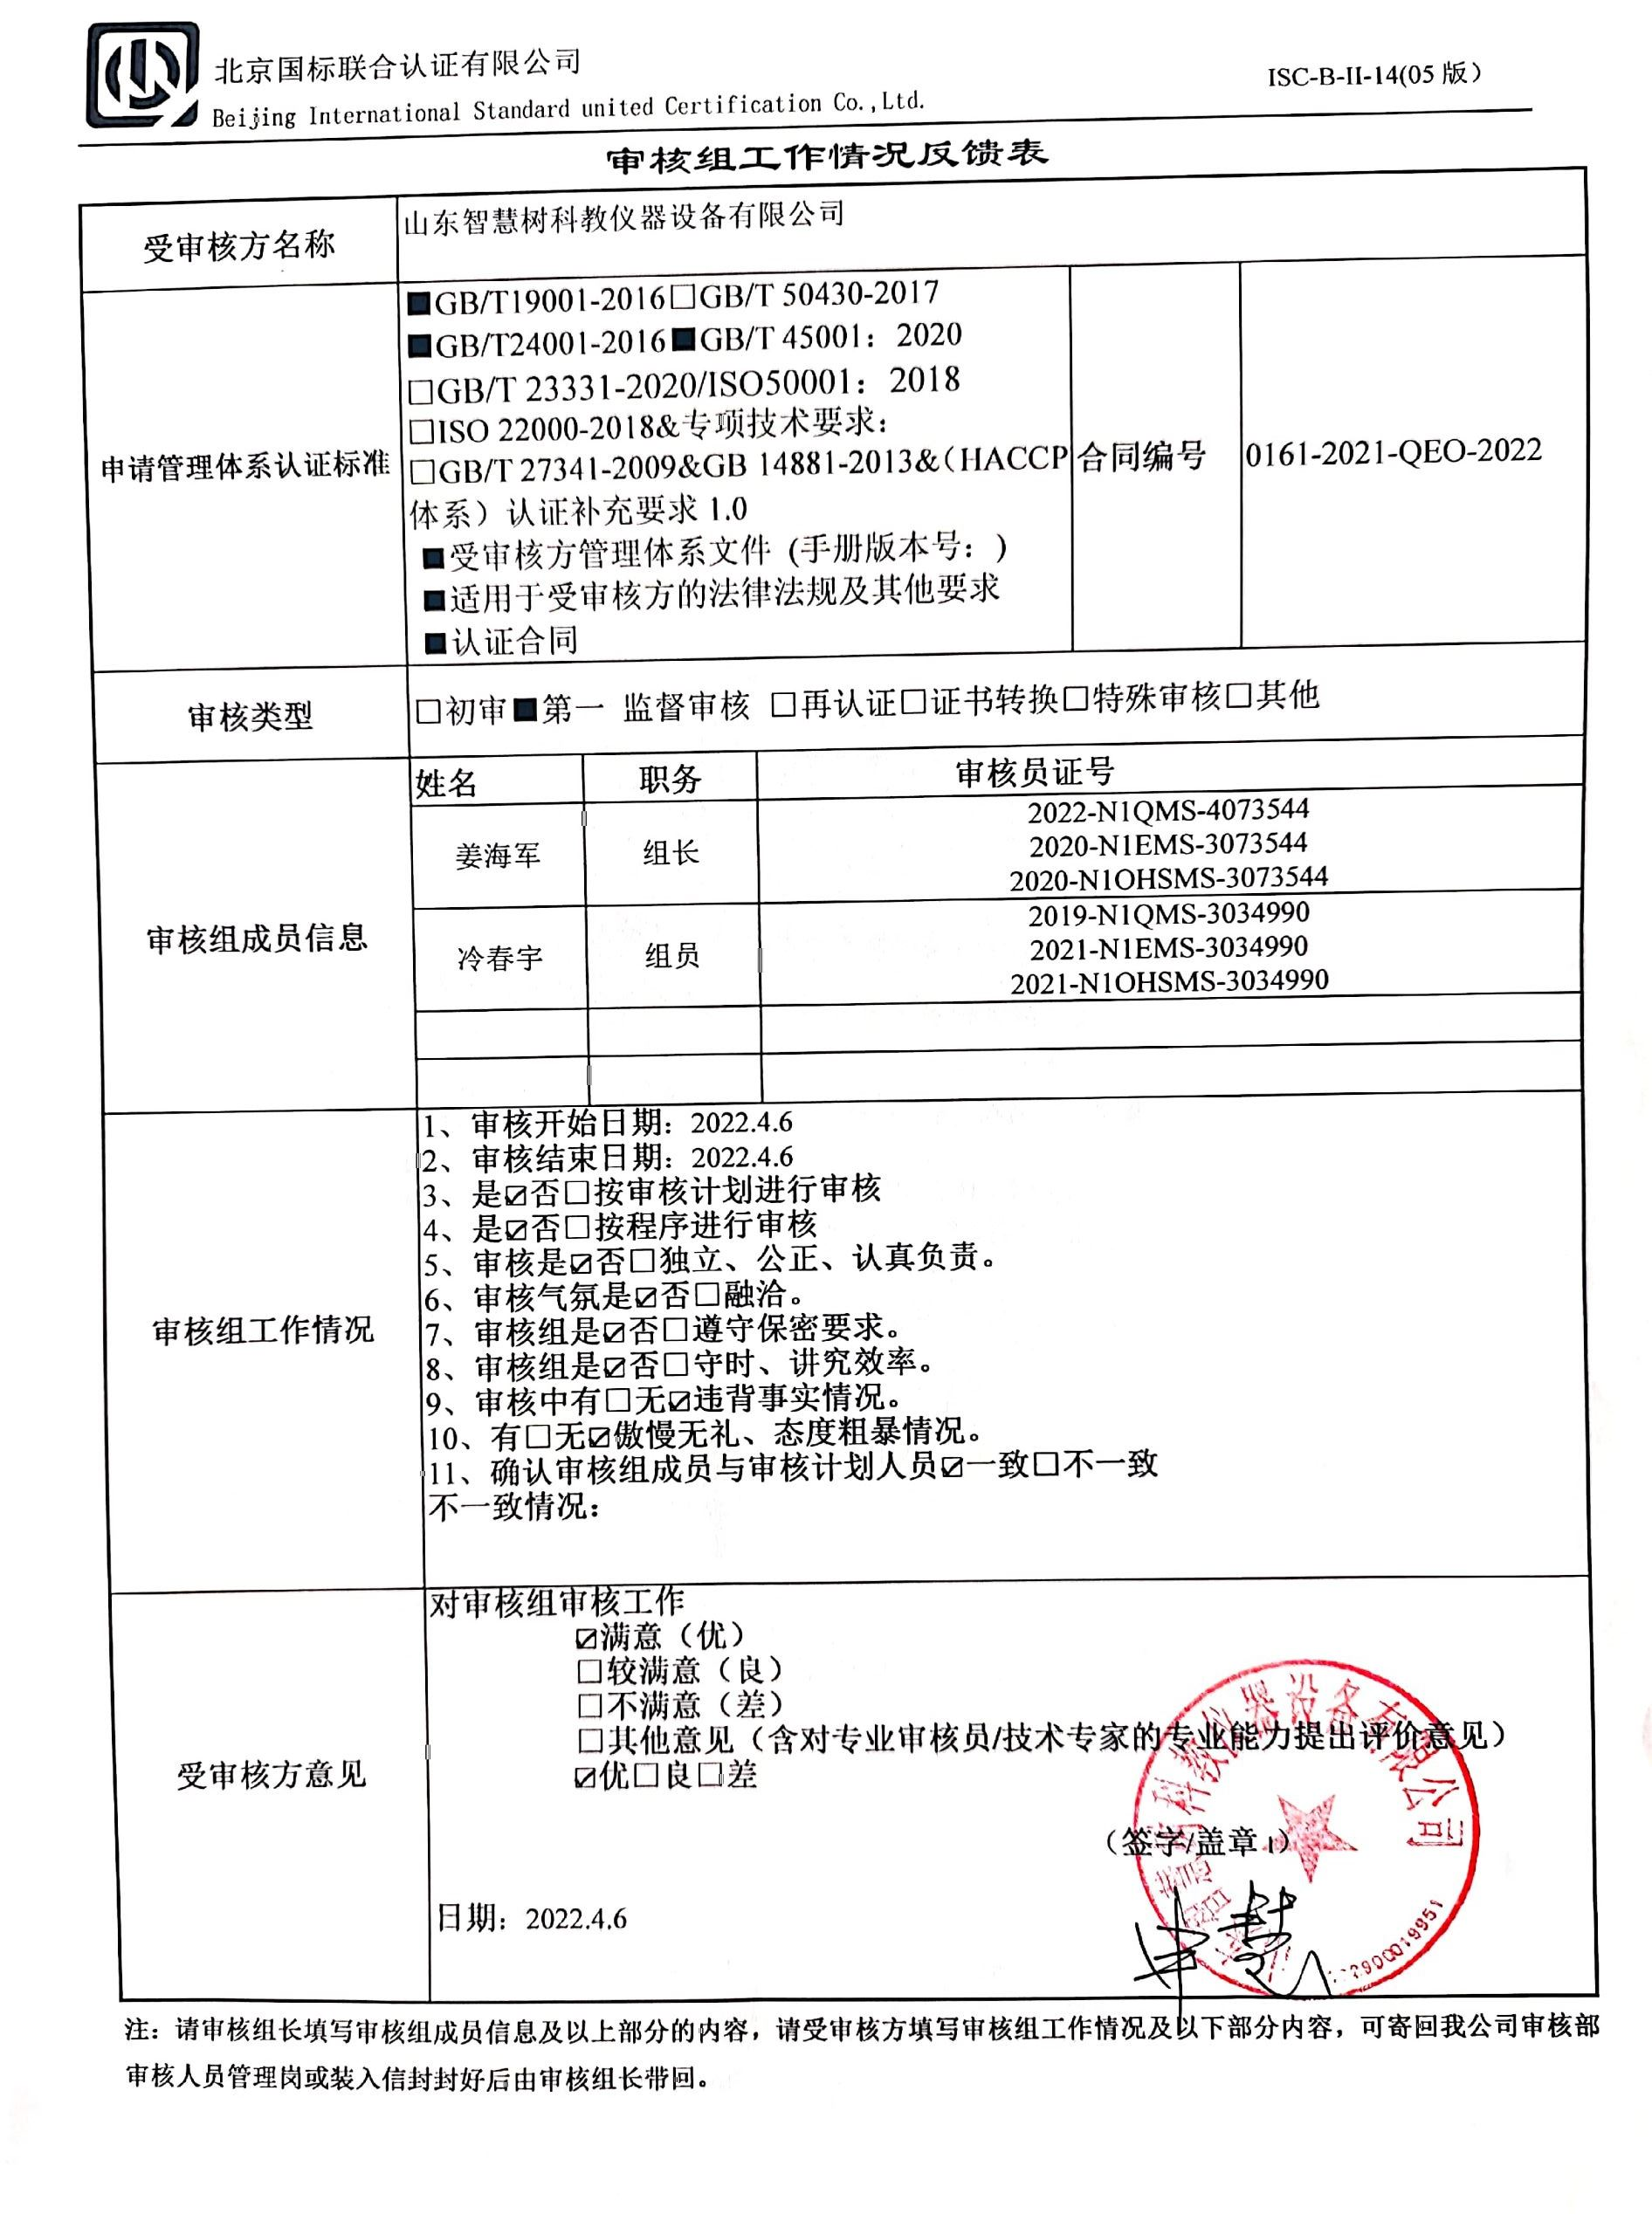 北京国标联合认证有限公司
Beijing International Standard united Certification Co.,Ltd.
ISC-B-II-14(05 版）
审核组工作情况反馈表
受审核方名称
山东智慧树科教仪器设备有限公司
申请管理体系认证标准
■GB/T19001-2016□GB/T 50430-2017
■GB/T24001-2016■GB/T 45001：2020
□GB/T 23331-2020/ISO50001：2018
□ISO 22000-2018&专项技术要求：
□GB/T 27341-2009&GB 14881-2013&（HACCP
体系）认证补充要求 1.0
■受审核方管理体系文件 (手册版本号：)
■适用于受审核方的法律法规及其他要求
■认证合同
合同编号
0161-2021-QEO-2022
审核类型
□初审■第一 监督审核 □再认证□证书转换□特殊审核□其他
审核组成员信息
姓名 职务 审核员证号
姜海军 组长
2022-N1QMS-4073544
2020-N1EMS-3073544
2020-N1OHSMS-3073544
冷春宇 组员
2019-N1QMS-3034990
2021-N1EMS-3034990
2021-N1OHSMS-3034990
审核组工作情况
1、审核开始日期：2022.4.6
2、审核结束日期：2022.4.6
3、是☑否□按审核计划进行审核
4、是☑否□按程序进行审核
5、审核是☑否□独立、公正、认真负责。
6、审核气氛是☑否□融洽。
7、审核组是☑否□遵守保密要求。
8、审核组是☑否□守时、讲究效率。
9、审核中有□无☑违背事实情况。
10、有□无☑傲慢无礼、态度粗暴情况。
11、确认审核组成员与审核计划人员☑一致□不一致
不一致情况：
受审核方意见
对审核组审核工作
☑满意（优）
□较满意（良）
□不满意（差）
□其他意见（含对专业审核员/技术专家的专业能力提出评价意见）
☑优□良□差
（签字/盖章）
日期：2022.4.6
科教仪器设备有限公司
注：请审核组长填写审核组成员信息及以上部分的内容，请受审核方填写审核组工作情况及以下部分内容，可寄回我公司审核部
审核人员管理岗或装入信封封好后由审核组长带回。